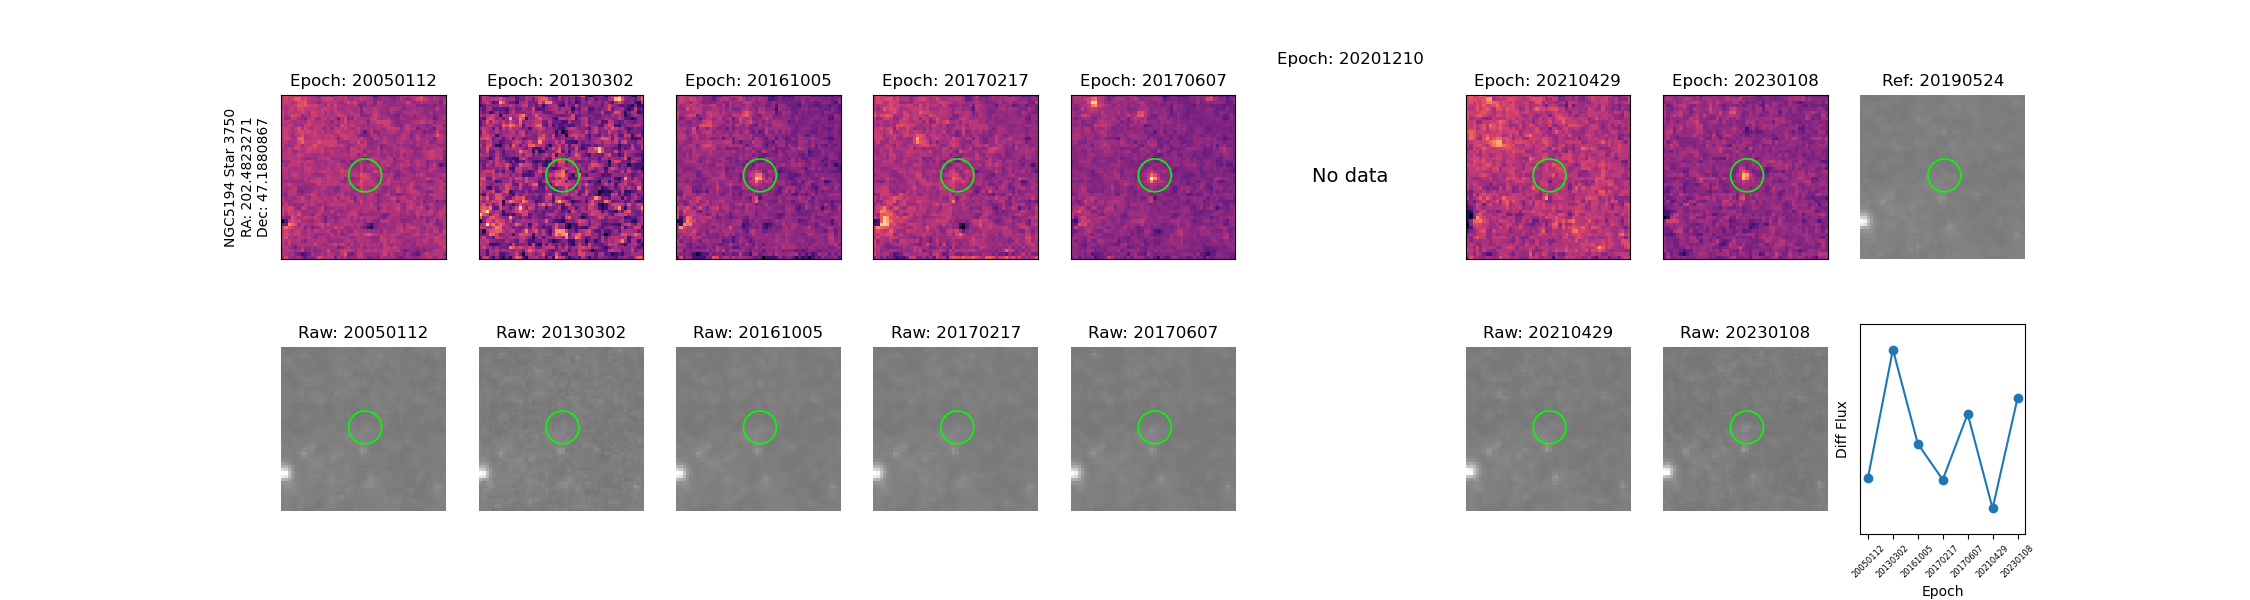 NGC5194 Star 3750
RA: 202.4823271
Dec: 47.1880867
Epoch: 20050112
Epoch: 20130302
Epoch: 20161005
Epoch: 20170217
Epoch: 20170607
Epoch: 20201210
No data
Epoch: 20210429
Epoch: 20230108
Ref: 20190524
Raw: 20050112
Raw: 20130302
Raw: 20161005
Raw: 20170217
Raw: 20170607
Raw: 20210429
Raw: 20230108
Diff Flux
20050112
20130302
20161005
20170217
20170607
20210429
20230108
Epoch